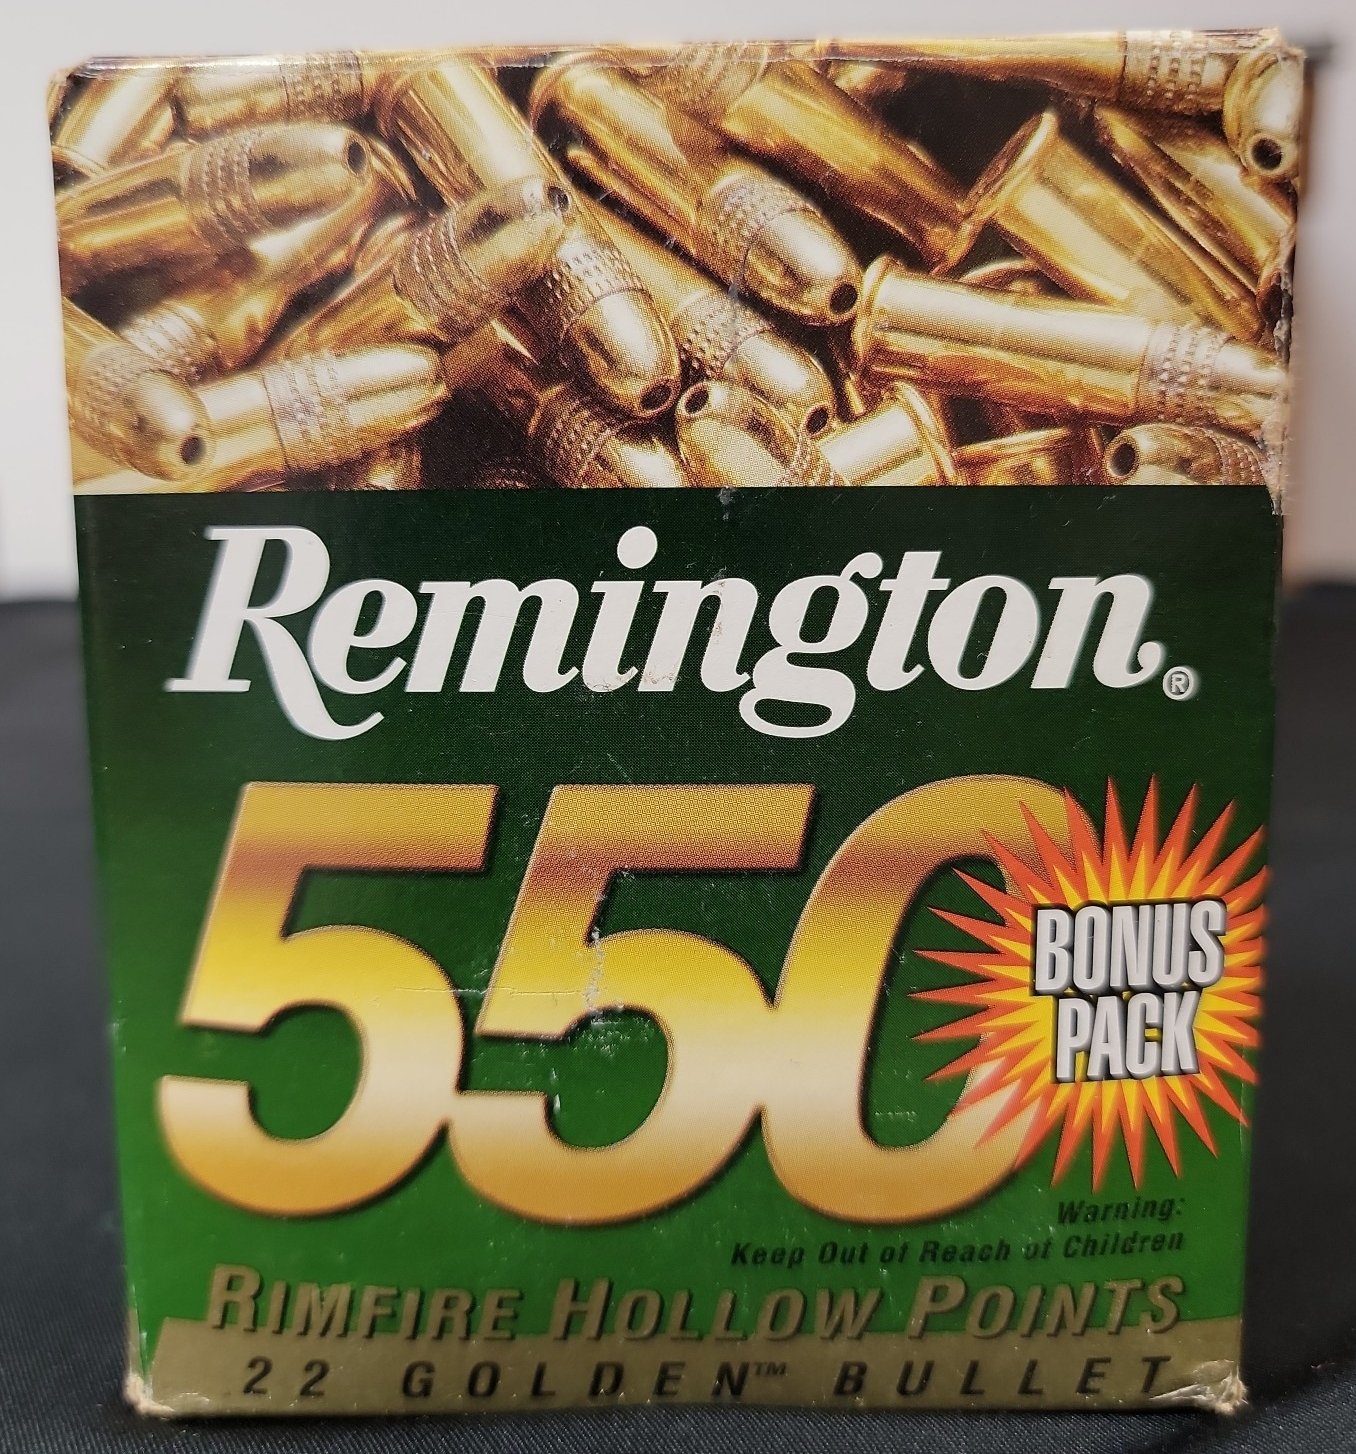 Remington®
550
BONUS
PACK
Warning:
Keep Out of Reach of Children
RIMFIRE HOLLOW POINTS
22 GOLDEN™ BULLET